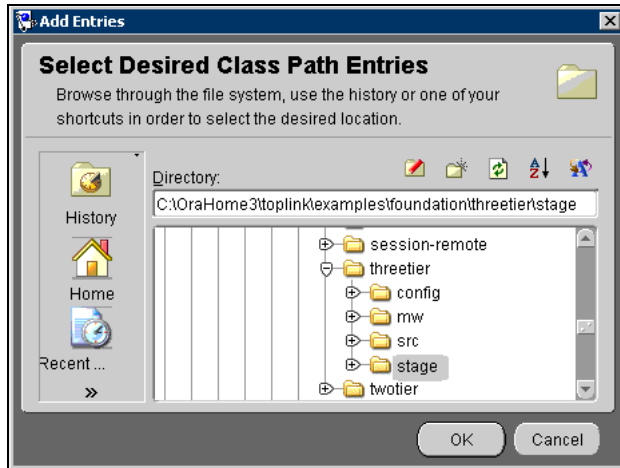 Add Entries
Select Desired Class Path Entries
Browse through the file system, use the history or one of your
shortcuts in order to select the desired location.
History
Home
Recent ...
»
Directory:
C:\OraHome3\toplink\examples\foundation\threetier\stage
session-remote
threetier
config
mw
src
stage
twotier
OK
Cancel